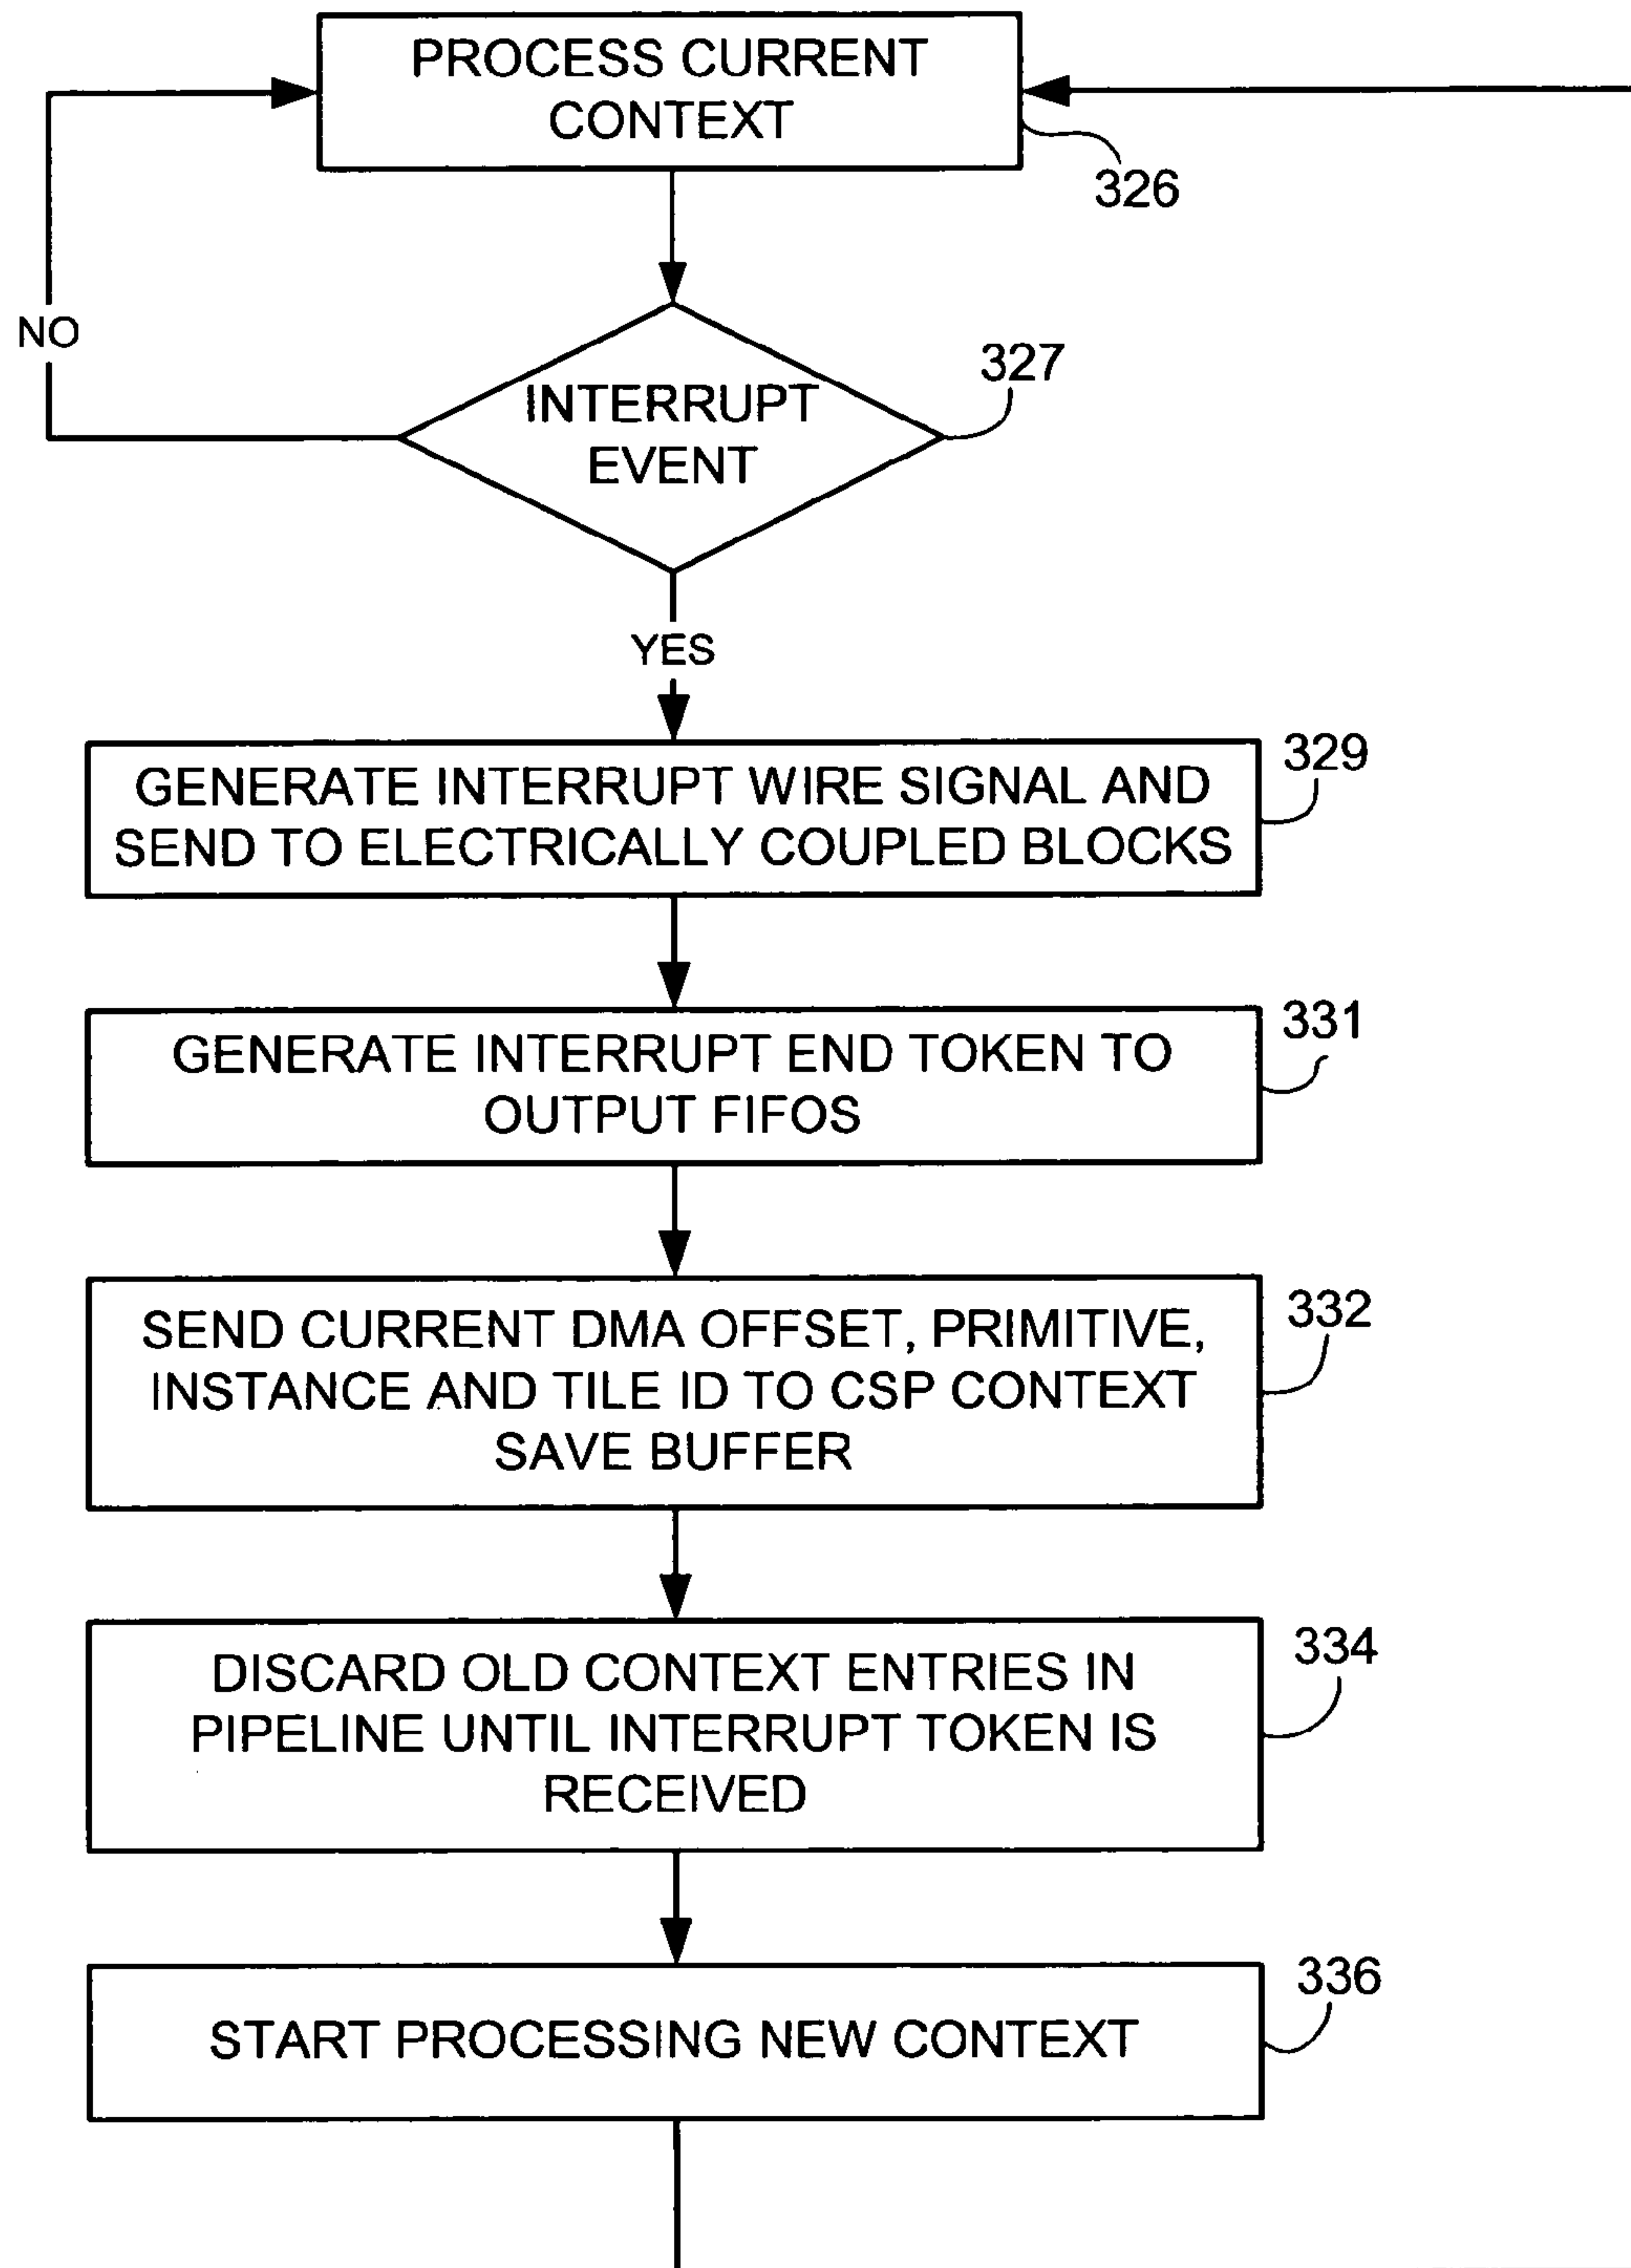 PROCESS CURRENT
CONTEXT
326
NO
327
INTERRUPT
EVENT
YES
329
GENERATE INTERRUPT WIRE SIGNAL AND
SEND TO ELECTRICALLY COUPLED BLOCKS
331
GENERATE INTERRUPT END TOKEN TO
OUTPUT FIFOS
332
SEND CURRENT DMA OFFSET, PRIMITIVE,
INSTANCE AND TILE ID TO CSP CONTEXT
SAVE BUFFER
334
DISCARD OLD CONTEXT ENTRIES IN
PIPELINE UNTIL INTERRUPT TOKEN IS
RECEIVED
336
START PROCESSING NEW CONTEXT